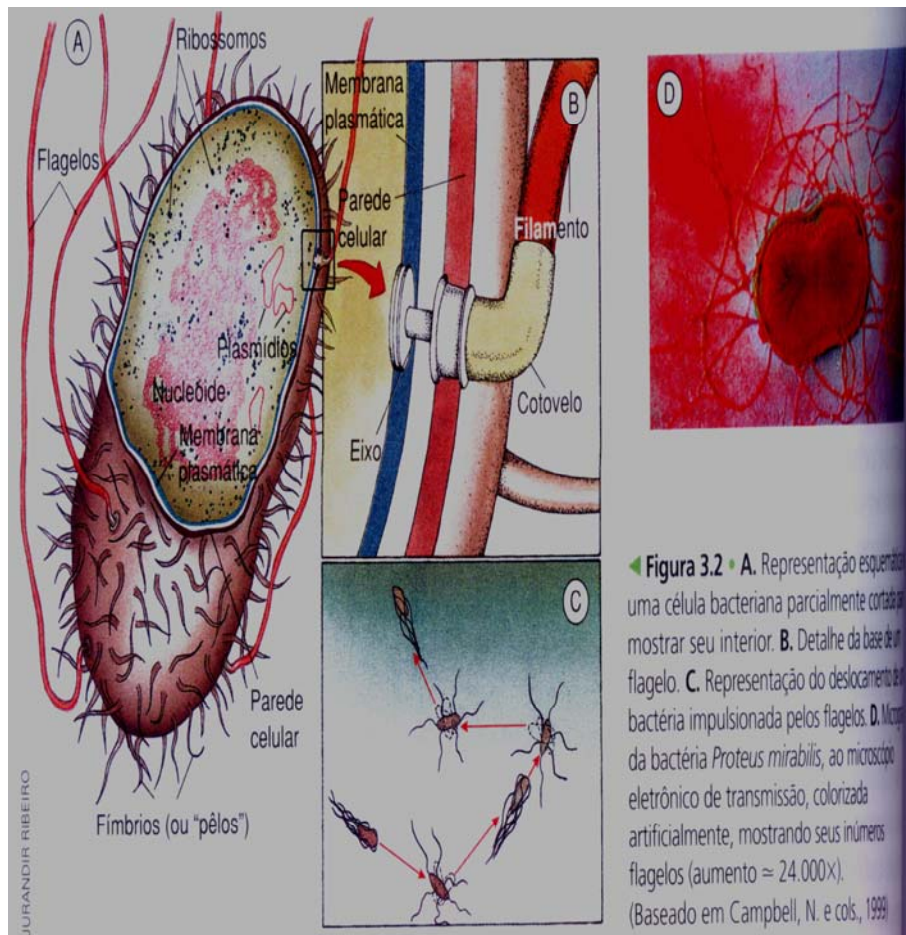 A
Ribossomos
Flagelos
Plasmídios
Nucleóide
Membrana
plasmática
Parede
celular
Fímbrios (ou “pêlos”)
JURANDIR RIBEIRO
Membrana
plasmática
B
Parede
celular
Filamento
Cotovelo
Eixo
C
D
◄ Figura 3.2 • A. Representação
uma célula bacteriana parcialmente cortada
mostrar seu interior. B. Detalhe da base de
flagelo. C. Representação do deslocamento
bactéria impulsionada pelos flagelos. D.
da bactéria Proteus mirabilis, ao microscópio
eletrônico de transmissão, colorizada
artificialmente, mostrando seus inúmeros
flagelos (aumento ≃ 24.000×).
(Baseado em Campbell, N. e cols., 1999)